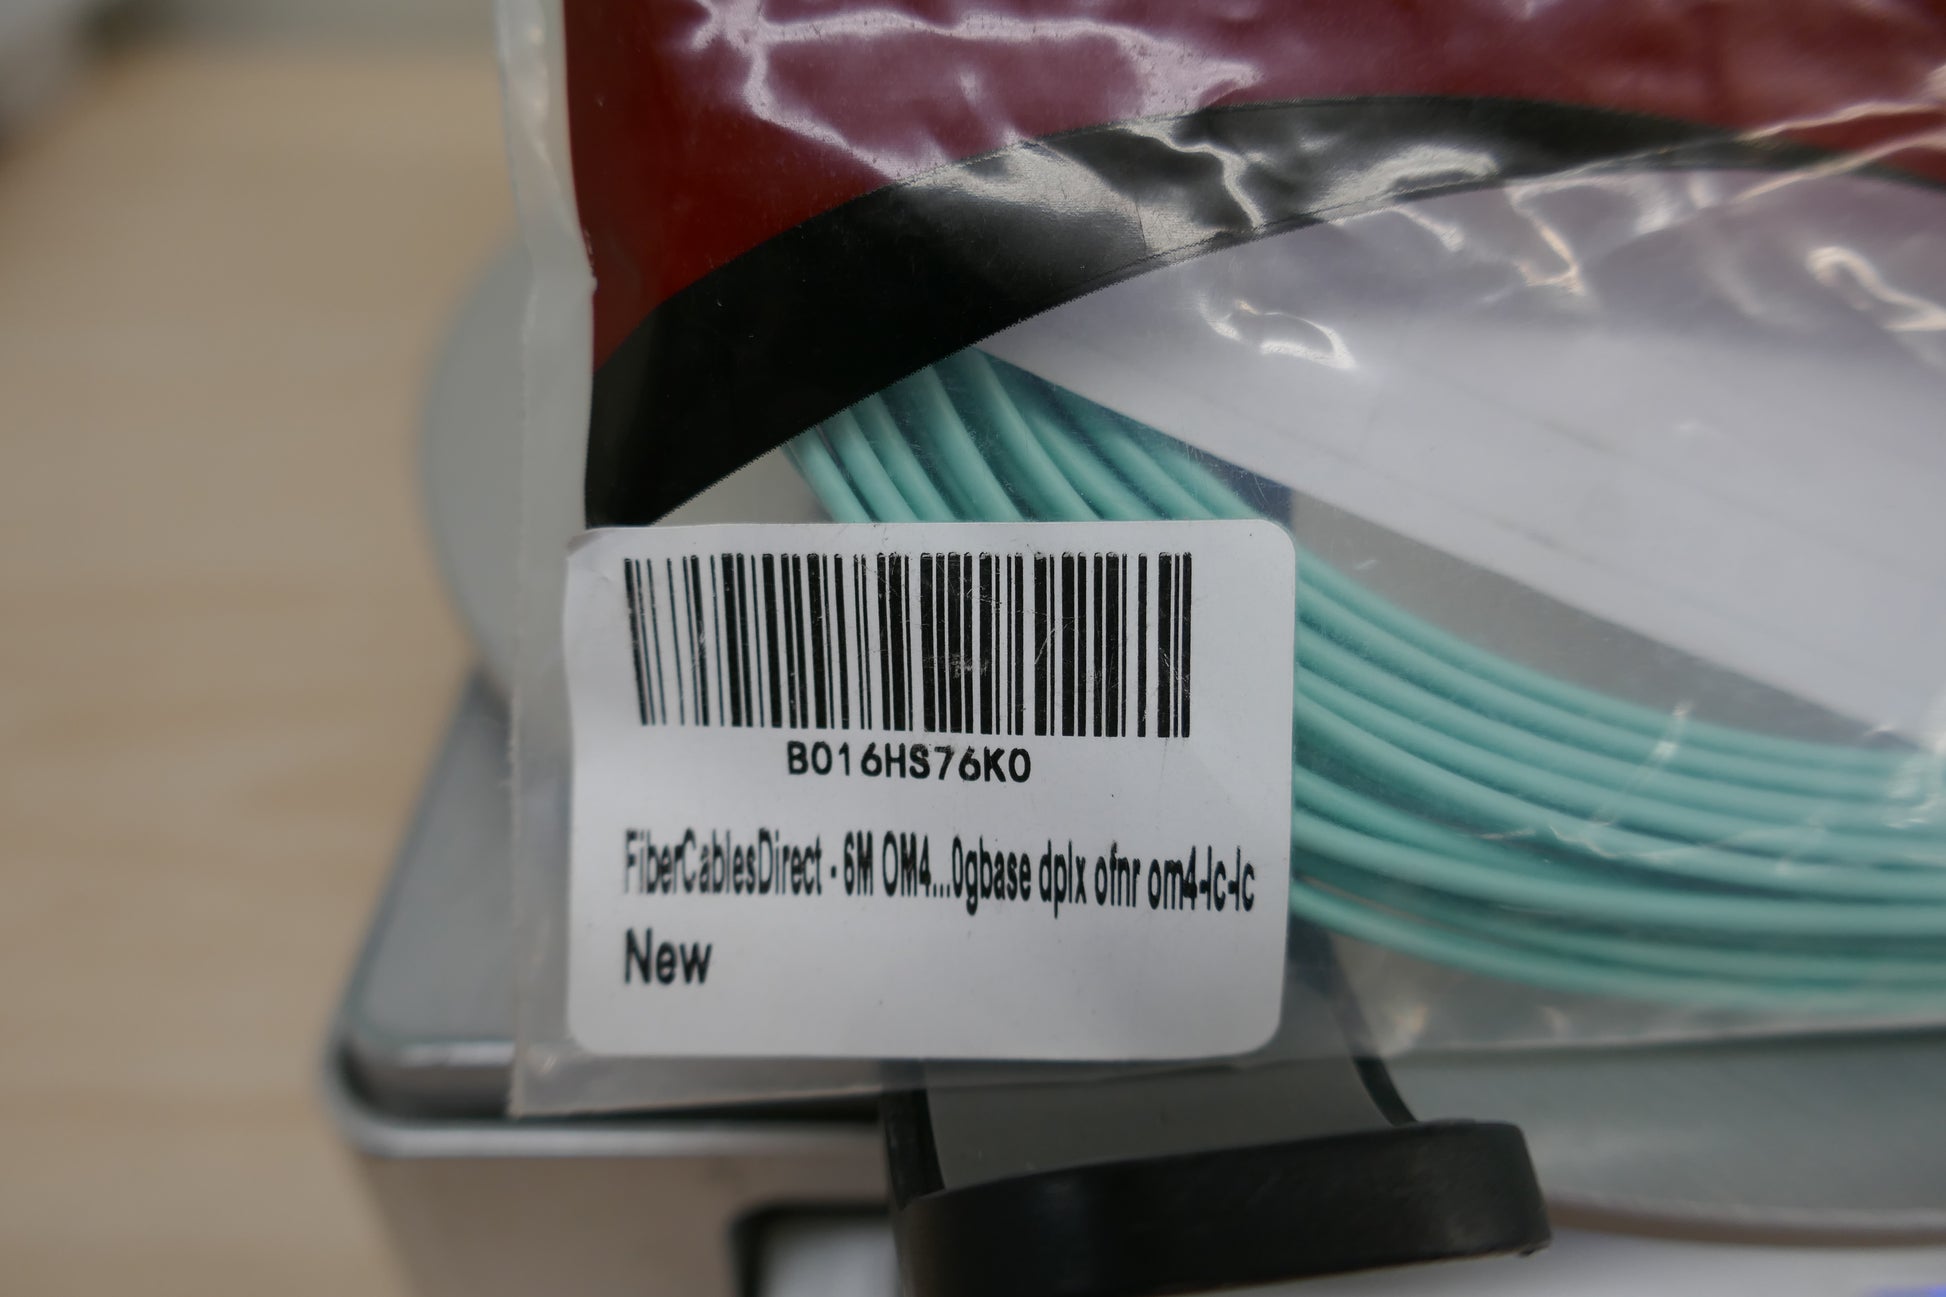 B016HS76K0
FiberCablesDirect - 6M OM4...0gbase dplx ofnr om4-lc-lc
New